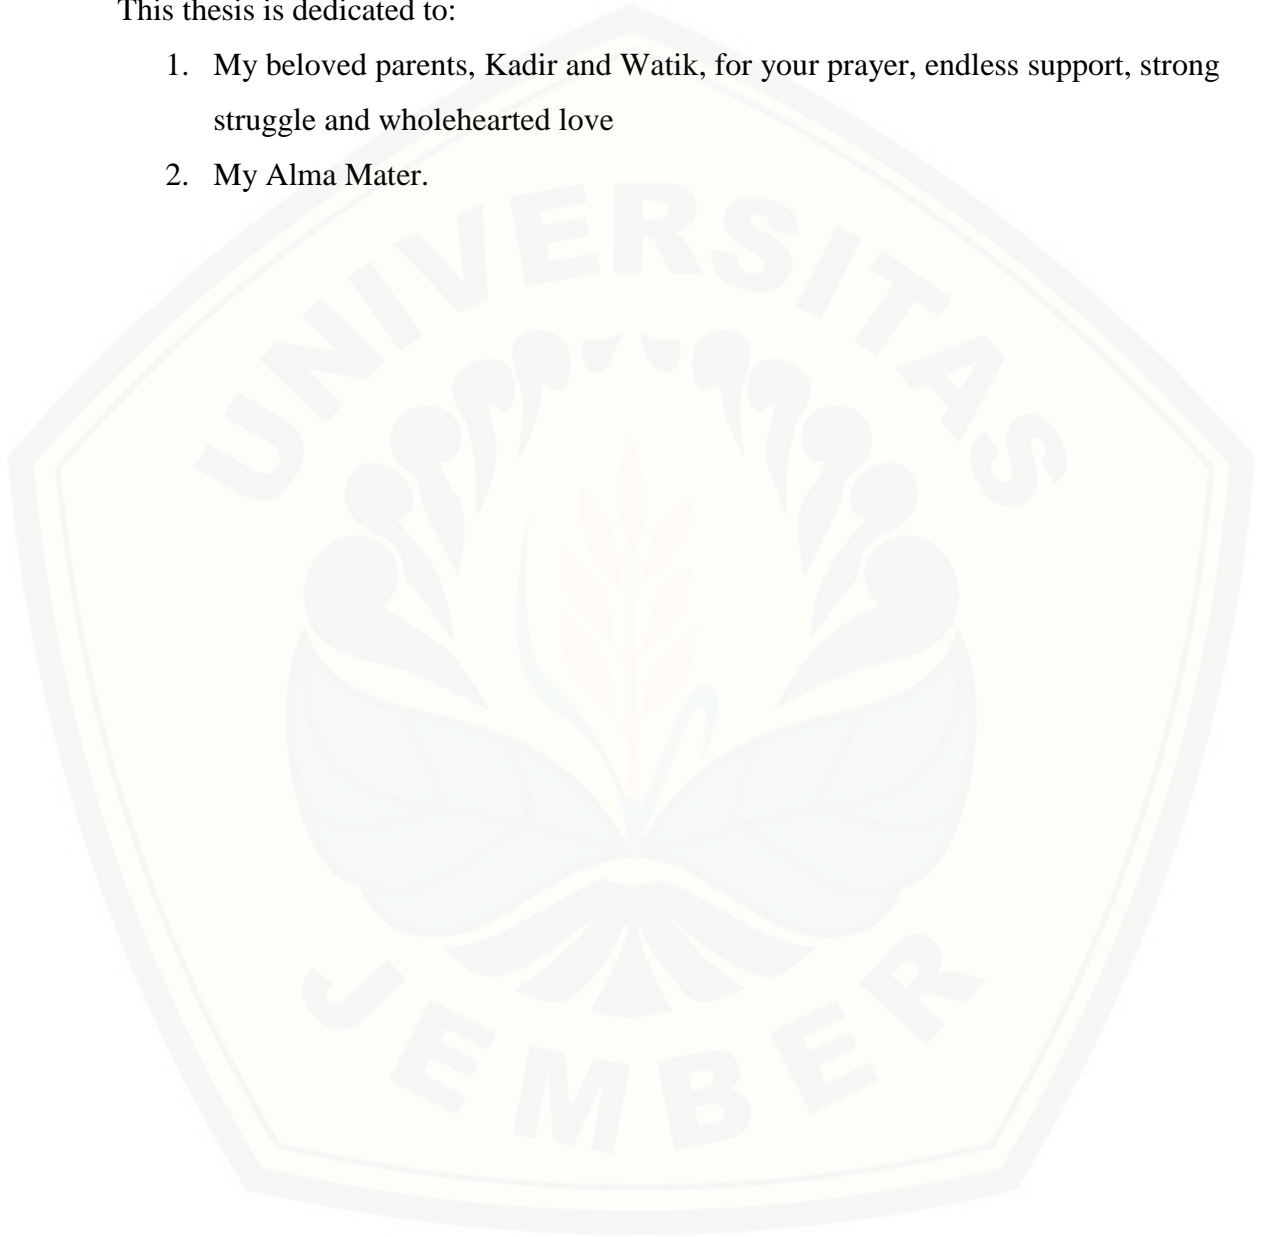 This thesis is dedicated to:
1. My beloved parents, Kadir and Watik, for your prayer, endless support, strong
struggle and wholehearted love
2. My Alma Mater.
UNIVERSITAS
JEMBER